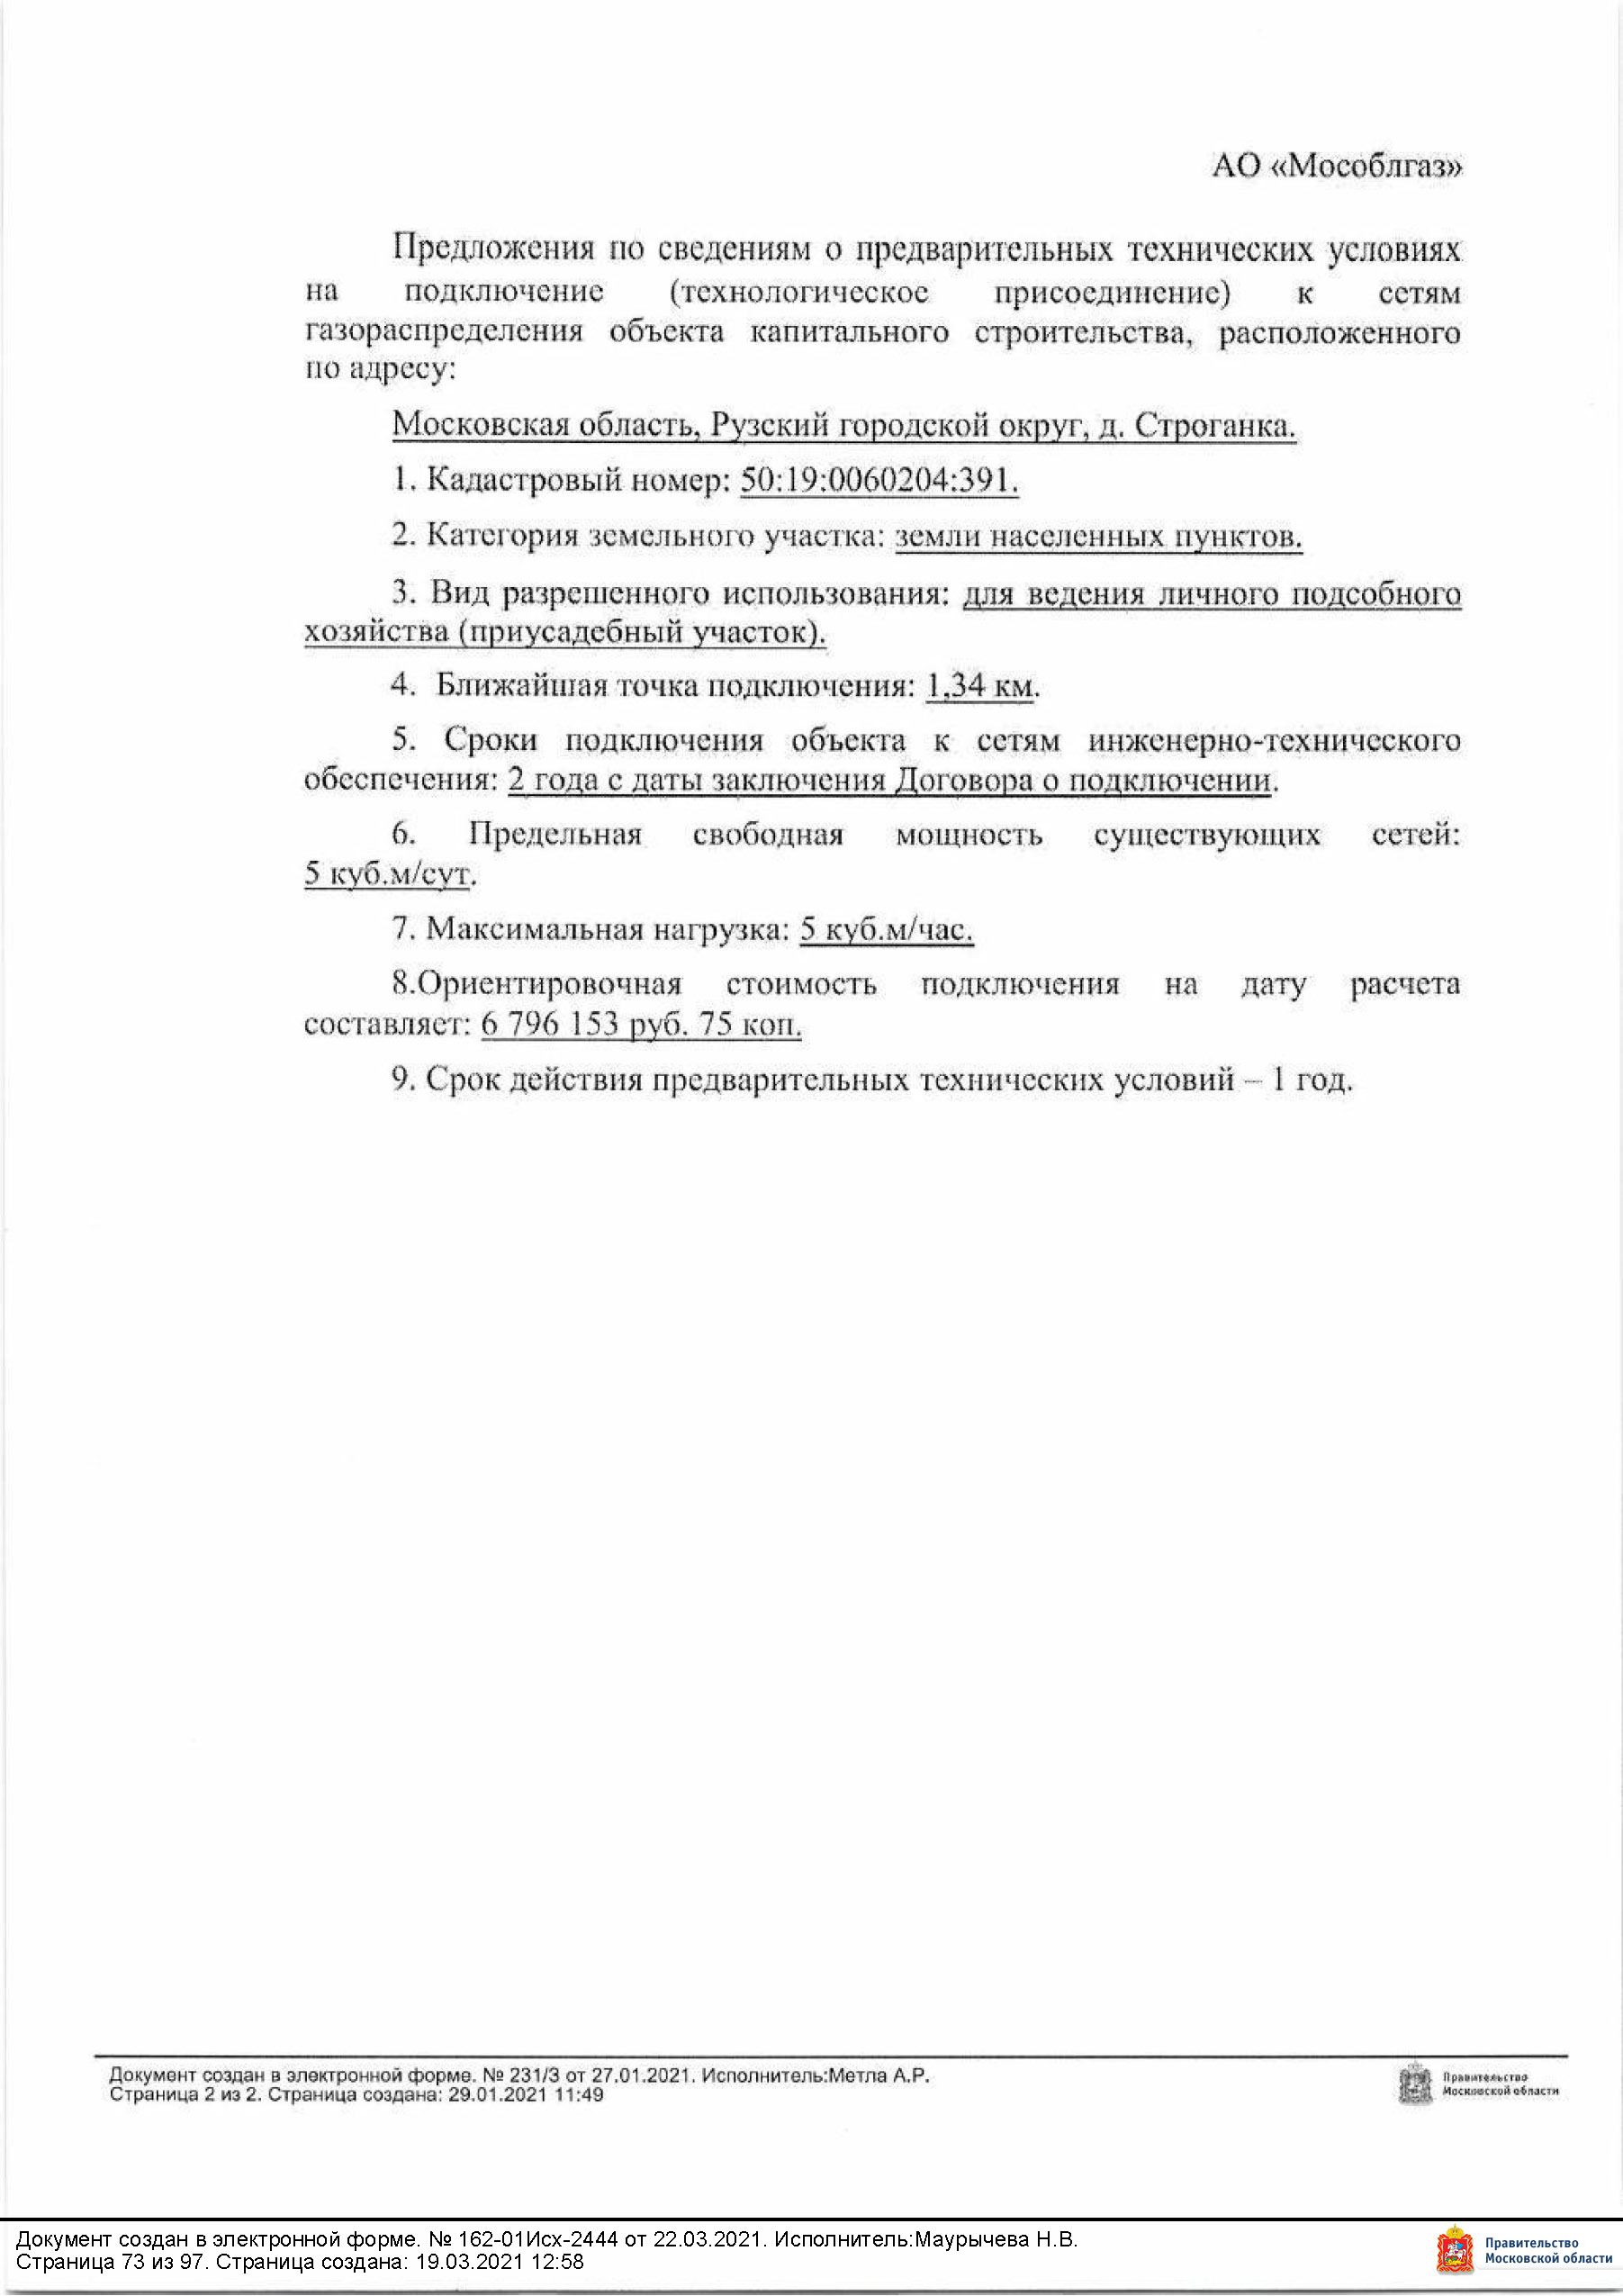 АО «Мособлгаз»
Предложения по сведениям о предварительных технических условиях
на подключение (технологическое присоединение) к сетям
газораспределения объекта капитального строительства, расположенного
по адресу:
Московская область, Рузский городской округ, д. Строганка.
1. Кадастровый номер: 50:19:0060204:391.
2. Категория земельного участка: земли населенных пунктов.
3. Вид разрешенного использования: для ведения личного подсобного
хозяйства (приусадебный участок).
4. Ближайшая точка подключения: 1,34 км.
5. Сроки подключения объекта к сетям инженерно-технического
обеспечения: 2 года с даты заключения Договора о подключении.
6. Предельная свободная мощность существующих сетей:
5 куб.м/сут.
7. Максимальная нагрузка: 5 куб.м/час.
8.Ориентировочная стоимость подключения на дату расчета
составляет: 6 796 153 руб. 75 коп.
9. Срок действия предварительных технических условий – 1 год.
Документ создан в электронной форме. № 231/3 от 27.01.2021. Исполнитель:Метла А.Р.
Страница 2 из 2. Страница создана: 29.01.2021 11:49
Правительство
Московской области
Документ создан в электронной форме. № 162-01Исх-2444 от 22.03.2021. Исполнитель:Маурычева Н.В.
Страница 73 из 97. Страница создана: 19.03.2021 12:58
Правительство
Московской области